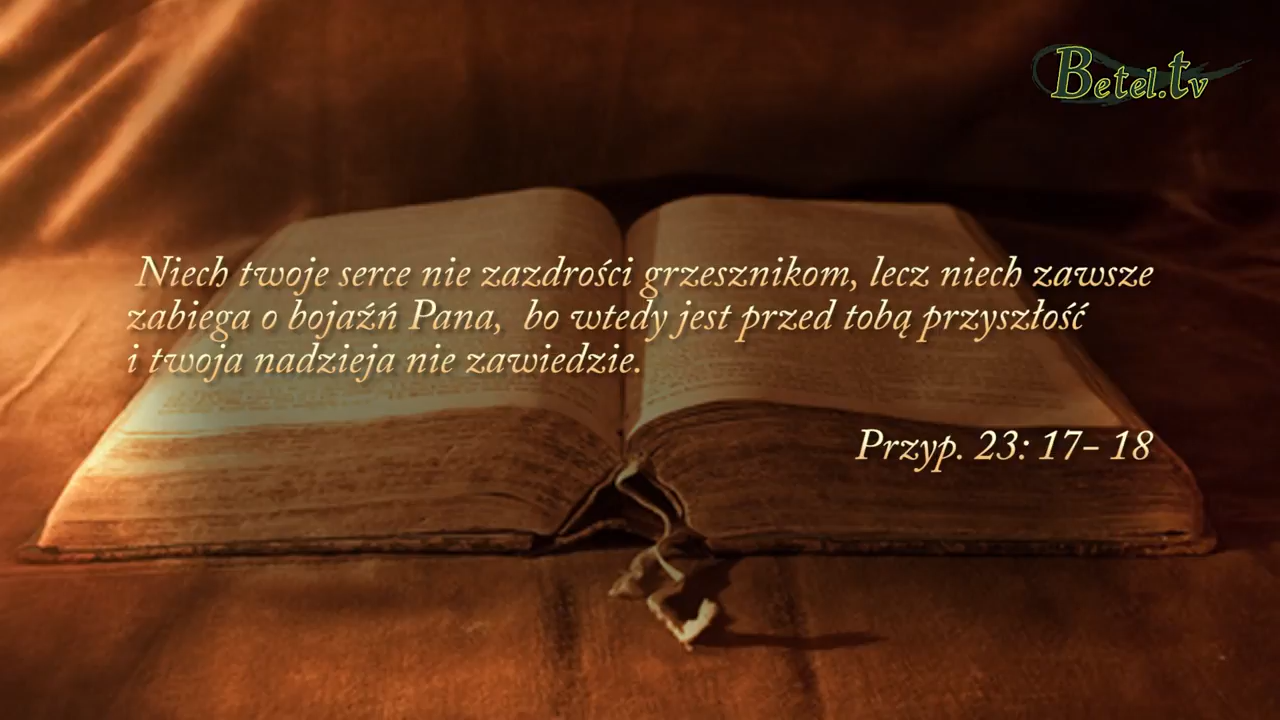 Betel.tv
Niech twoje serce nie zazdrości grzesznikom, lecz niech zawsze
zabiega o bojaźń Pana, bo wtedy jest przed tobą przyszłość
i twoja nadzieja nie zawiedzie.
Przyp. 23: 17- 18